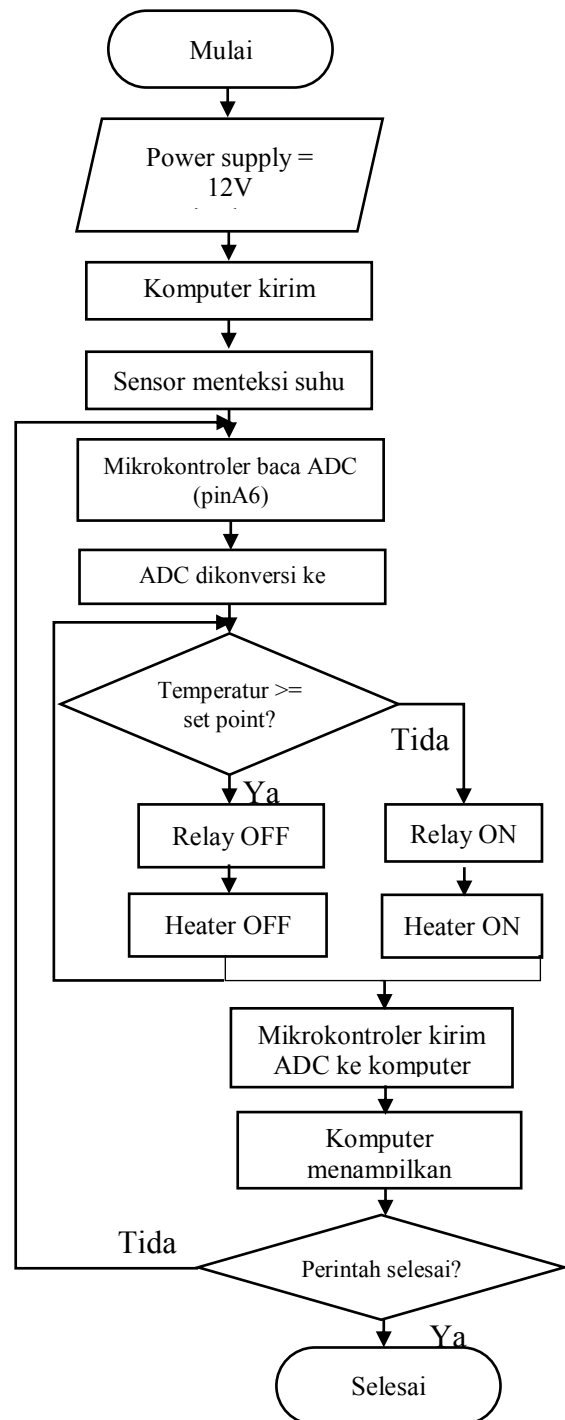 Mulai
Power supply =
12V
Komputer kirim
Sensor menteksi suhu
Mikrokontroler baca ADC
(pinA6)
ADC dikonversi ke
Temperatur >=
set point?
Tida
Ya
Relay OFF
Relay ON
Heater OFF
Heater ON
Mikrokontroler kirim
ADC ke komputer
Komputer
menampilkan
Tida
Perintah selesai?
Ya
Selesai